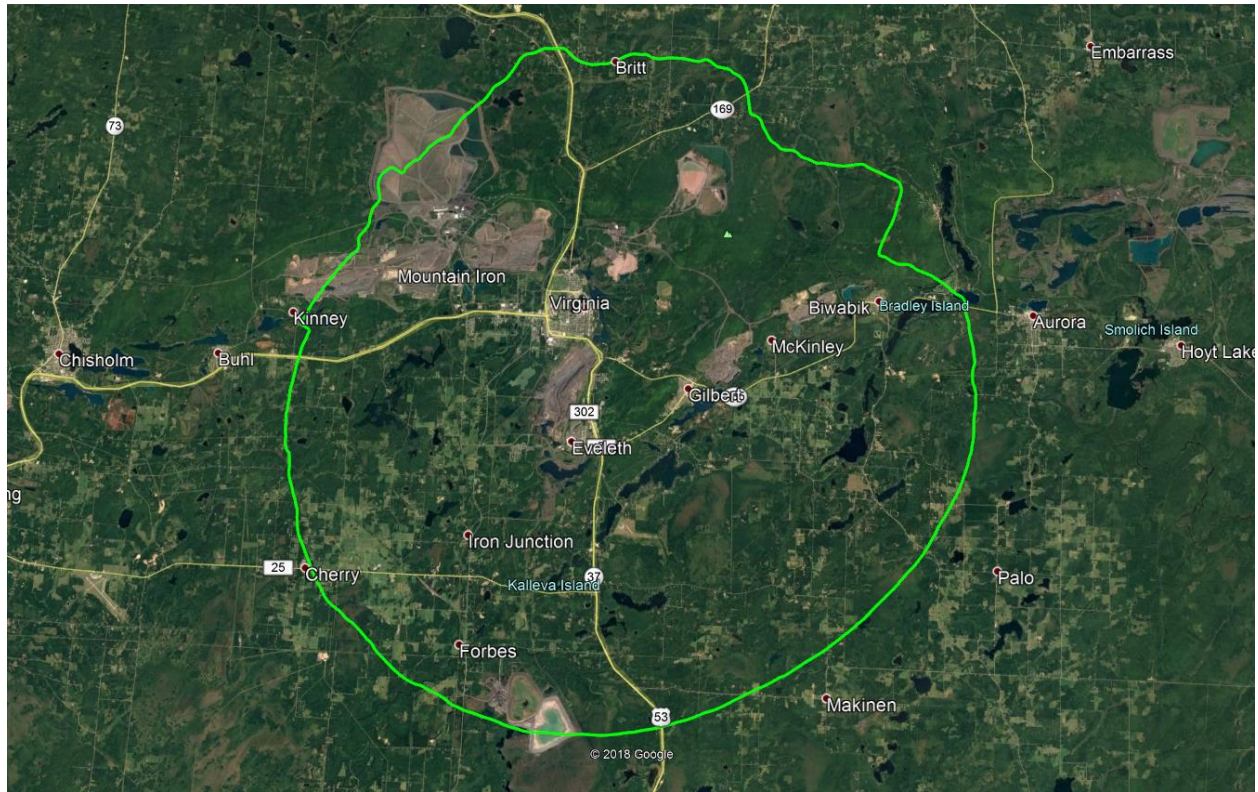 Embarrass
Britt
169
73
Mountain Iron
Virginia
Biwabik
Bradley Island
Kinney
Aurora
Smolich Island
Chisholm
Buhl
McKinley
Hoyt Lake
Gilbert
302
Eveleth
ng
Iron Junction
25
Cherry
37
Kalleva Island
Palo
Forbes
Makinen
53
© 2018 Google